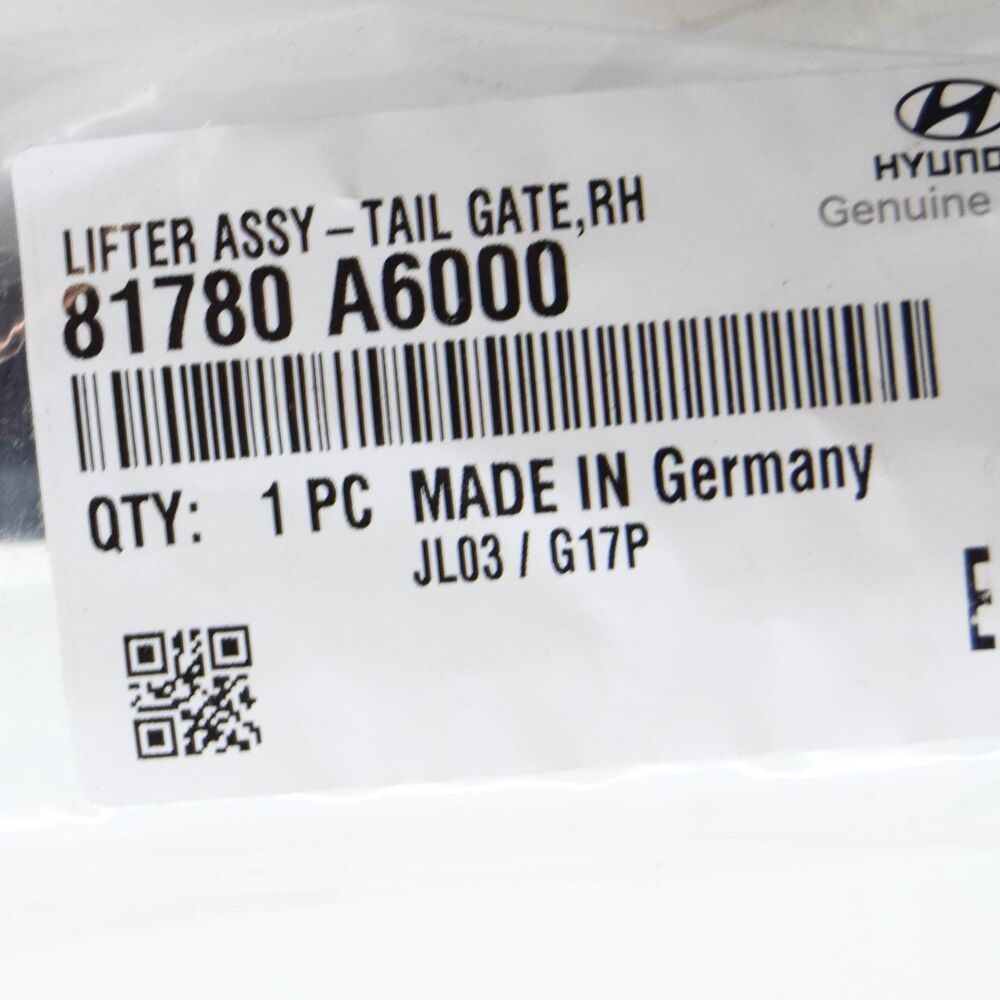 HYUND
Genuine
LIFTER ASSY – TAIL GATE,RH
81780 A6000
QTY: 1 PC MADE IN Germany
JL03 / G17P
E